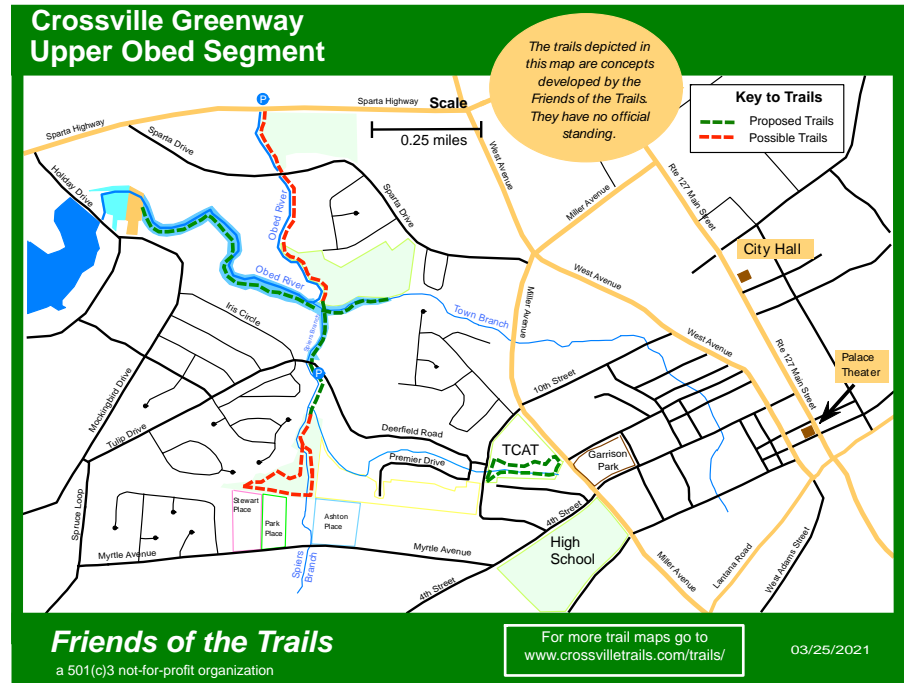 Crossville Greenway
Upper Obed Segment
The trails depicted in
this map are concepts
developed by the
Friends of the Trails.
They have no official
standing.
P
Sparta Highway
Scale
0.25 miles
Key to Trails
Proposed Trails
Possible Trails
Sparta Highway
Sparta Drive
Holiday Drive
West Avenue
Rte 127 Main Street
Miller Avenue
Sparta Drive
Obed River
City Hall
West Avenue
Obed River
Miller Avenue
Town Branch
Iris Circle
Spiers Branch
West Avenue
Rte 127 Main Street
Palace
Theater
P
10th Street
Mockingbird Drive
Tulip Drive
Deerfield Road
Premier Drive
TCAT
Garrison
Park
Spruce Loop
Stewart
Place
Park
Place
Ashton
Place
4th Street
High
School
Myrtle Avenue
Myrtle Avenue
Spiers
Branch
4th Street
Miller Avenue
Lantana Road
West Adams Street
Friends of the Trails
a 501(c)3 not-for-profit organization
For more trail maps go to
www.crossvilletrails.com/trails/
03/25/2021